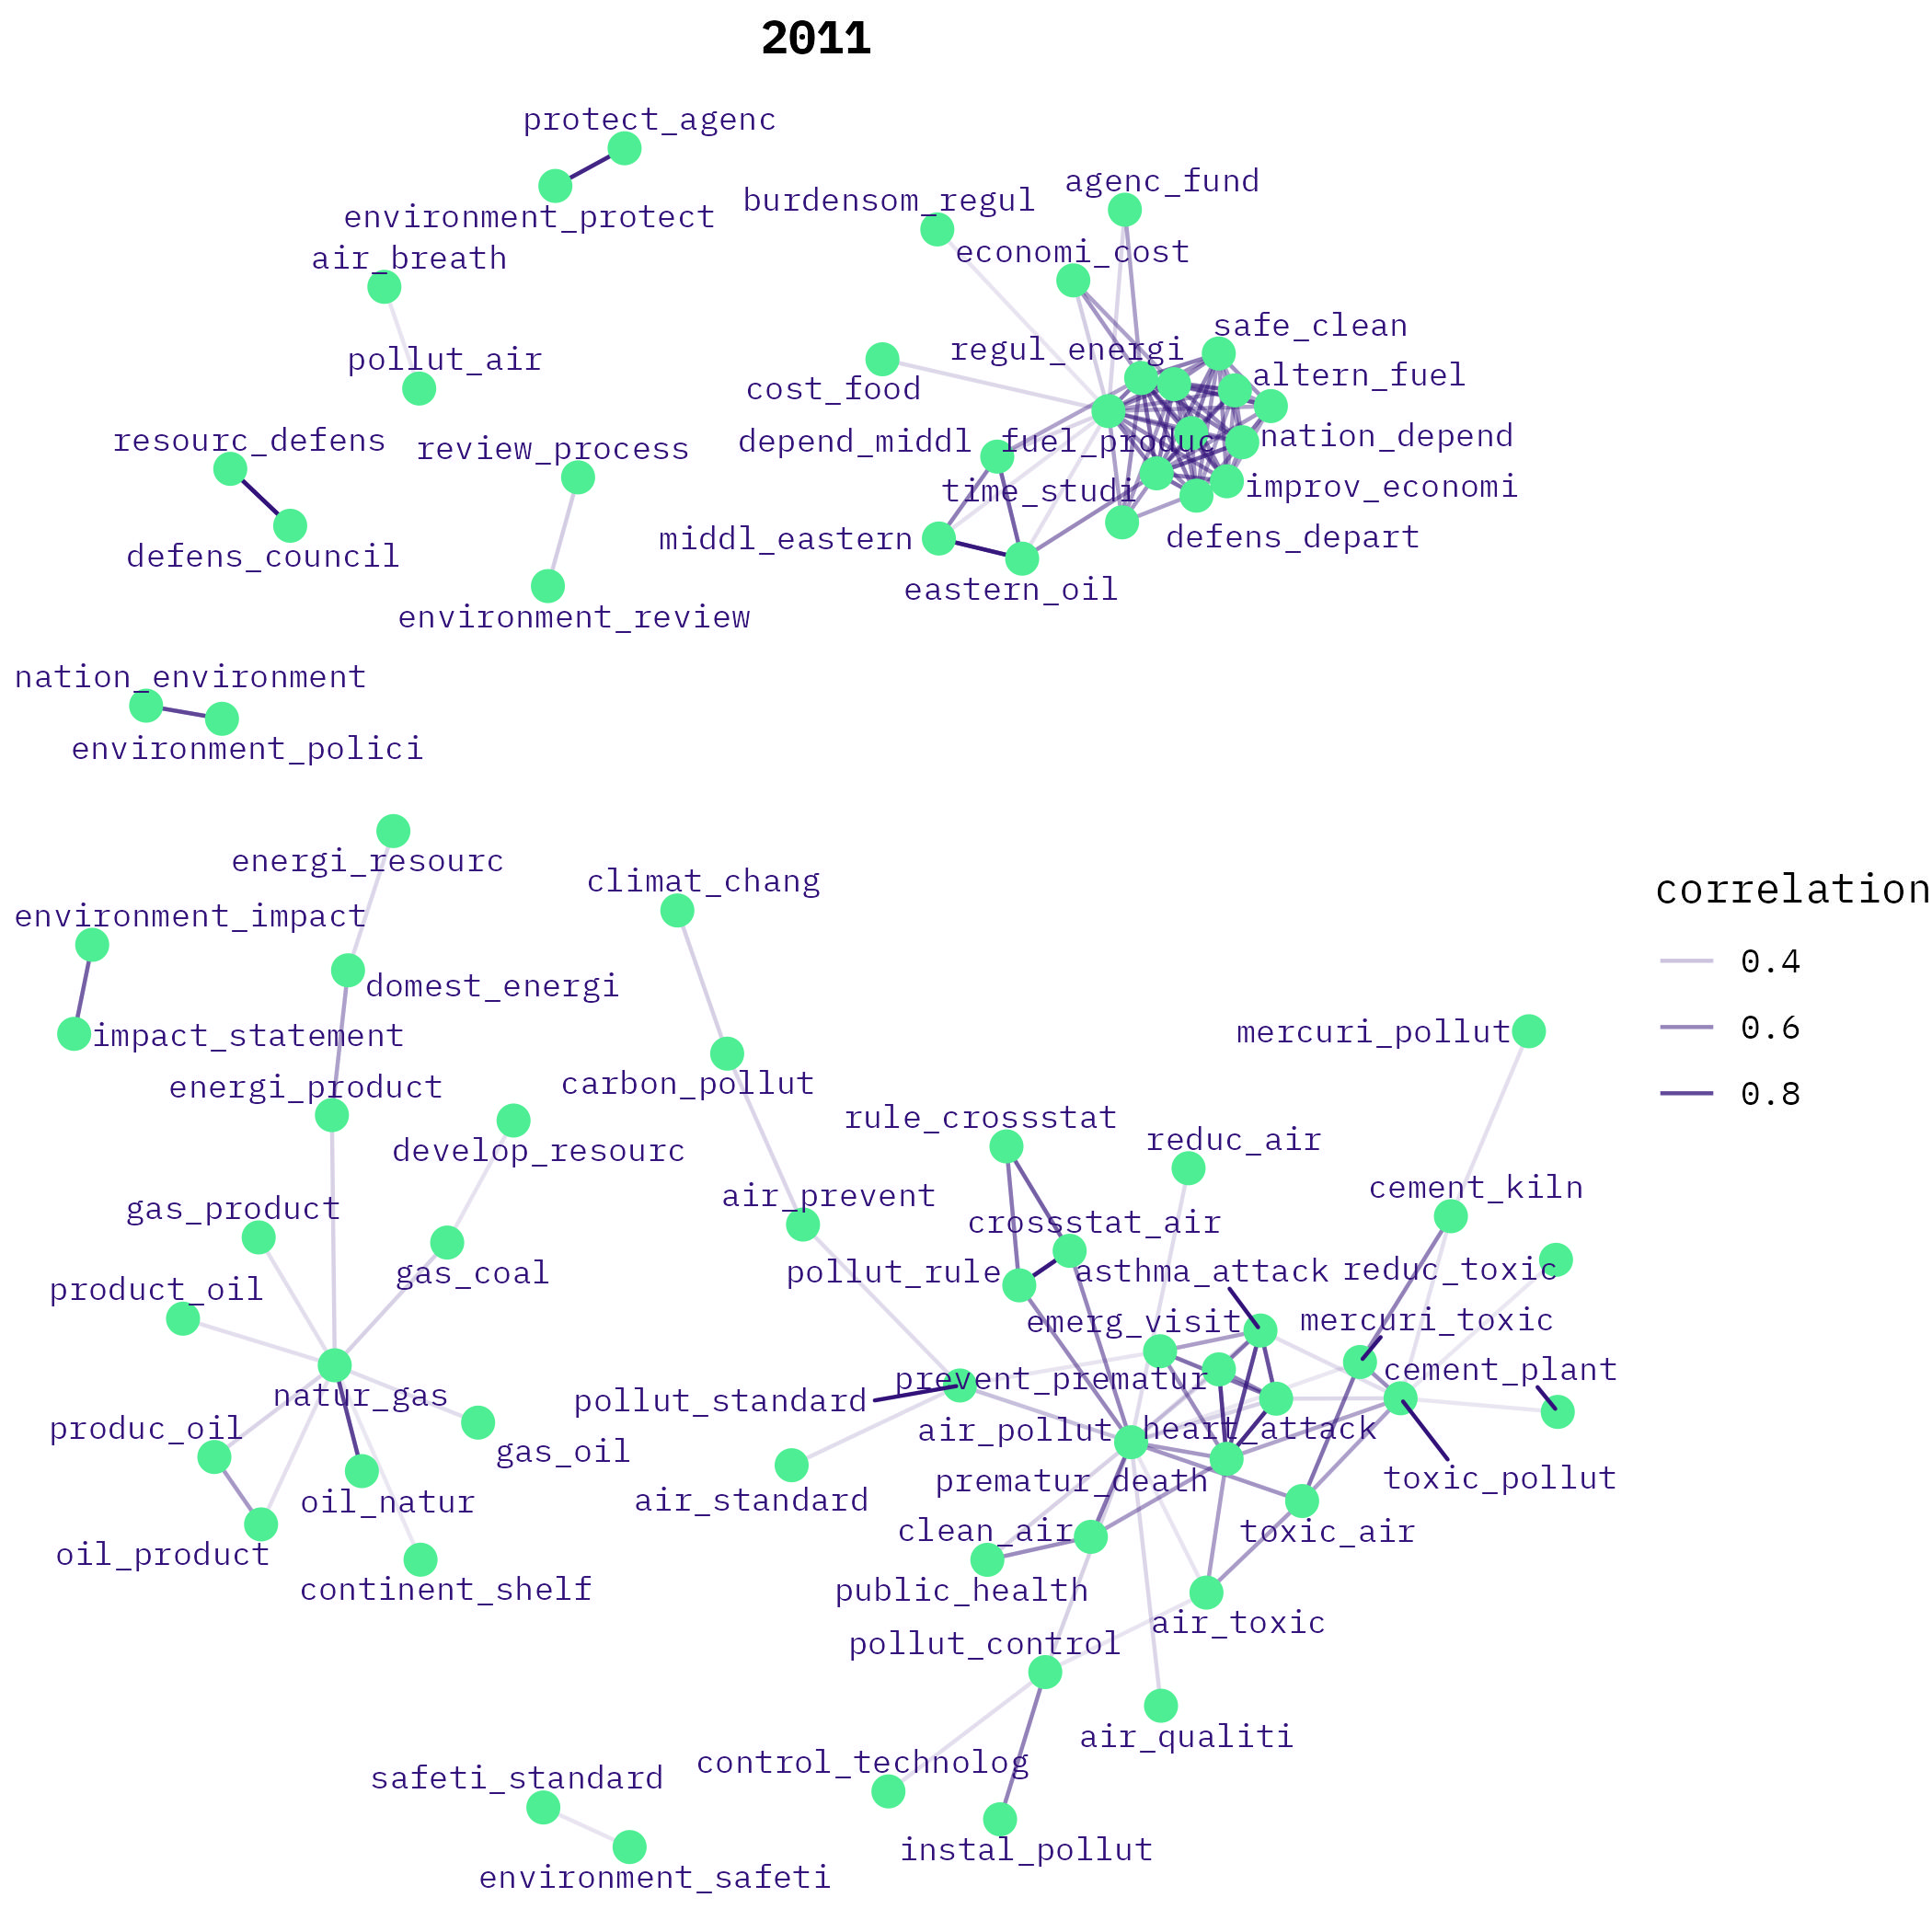 2011
protect_agenc
environment_protect
agenc_fund
burdensom_regul
economi_cost
air_breath
safe_clean
regul_energi
pollut_air
altern_fuel
cost_food
resourc_defens
review_process
depend_middl
fuel_produc
nation_depend
time_studi
improv_economi
middl_eastern
defens_depart
defens_council
eastern_oil
environment_review
nation_environment
environment_polici
energi_resourc
climat_chang
correlation
environment_impact
0.4
domest_energi
impact_statement
mercuri_pollut
0.6
energi_product
carbon_pollut
0.8
rule_crossstat
develop_resourc
reduc_air
gas_product
air_prevent
cement_kiln
crossstat_air
gas_coal
pollut_rule
asthma_attack
reduc_toxic
product_oil
emerg_visit
mercuri_toxic
prevent_prematur
cement_plant
natur_gas
pollut_standard
produc_oil
air_pollut
heart_attack
gas_oil
prematur_death
toxic_pollut
oil_natur
air_standard
clean_air
toxic_air
oil_product
continent_shelf
public_health
air_toxic
pollut_control
air_qualiti
control_technolog
safeti_standard
instal_pollut
environment_safeti